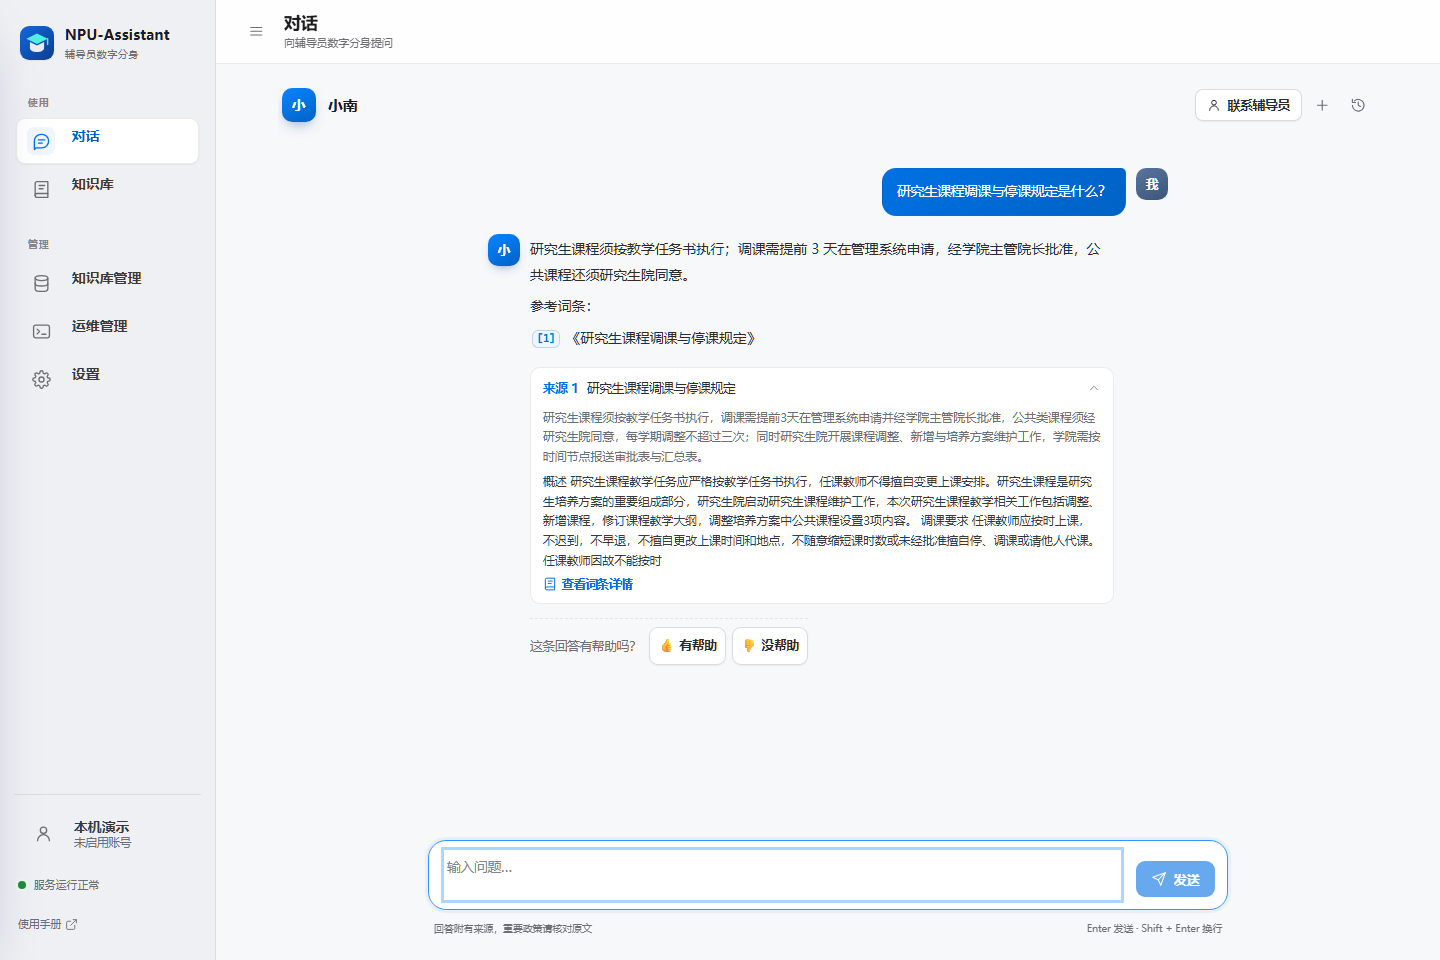 NPU-Assistant
辅导员数字分身
使用
对话
知识库
管理
知识库管理
运维管理
设置
本机演示
未启用账号
服务运行正常
使用手册
对话
向辅导员数字分身提问
小 小南
联系辅导员
研究生课程调课与停课规定是什么？
我
小
研究生课程须按教学任务书执行；调课需提前 3 天在管理系统申请，经学院主管院长批准，公
共课程还须研究生院同意。
参考词条：
[1] 《研究生课程调课与停课规定》
来源 1 研究生课程调课与停课规定
研究生课程须按教学任务书执行，调课需提前3天在管理系统申请并经学院主管院长批准，公共类课程须经
研究生院同意，每学期调整不超过三次；同时研究生院开展课程调整、新增与培养方案维护工作，学院需按
时间节点报送审批表与汇总表。
概述 研究生课程教学任务应严格按教学任务书执行，任课教师不得擅自变更上课安排。研究生课程是研究
生培养方案的重要组成部分，研究生院启动研究生课程维护工作，本次研究生课程教学相关工作包括调整、
新增课程，修订课程教学大纲，调整培养方案中公共课程设置3项内容。 调课要求 任课教师应按时上课，
不迟到，不早退，不擅自更改上课时间和地点，不随意缩短课时数或未经批准擅自停、调课或请他人代课。
任课教师因故不能按时
查看词条详情
这条回答有帮助吗？
👍 有帮助
👎 没帮助
输入问题...
发送
回答附有来源，重要政策请核对原文
Enter 发送 · Shift + Enter 换行